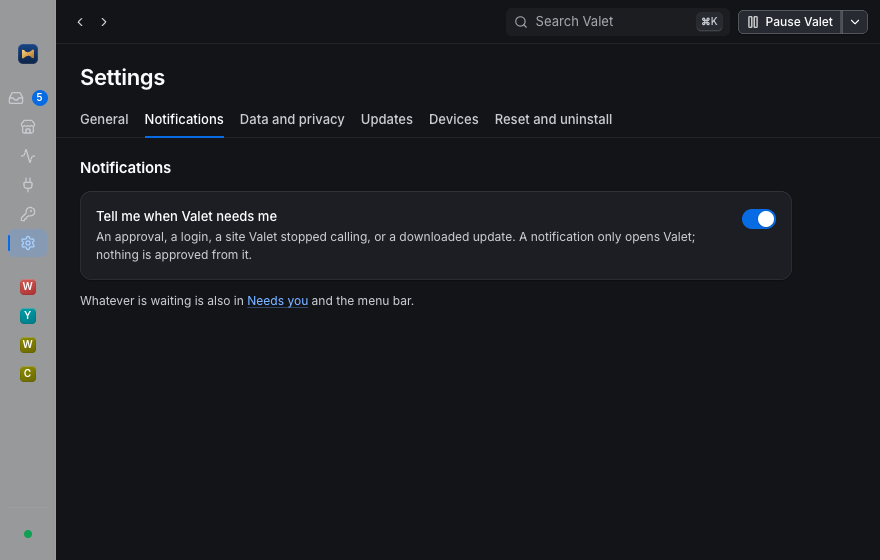 Search Valet
⌘K
Pause Valet
Settings
5
General
Notifications
Data and privacy
Updates
Devices
Reset and uninstall
Notifications
Tell me when Valet needs me
An approval, a login, a site Valet stopped calling, or a downloaded update. A notification only opens Valet;
nothing is approved from it.
Whatever is waiting is also in Needs you and the menu bar.
W
Y
W
C